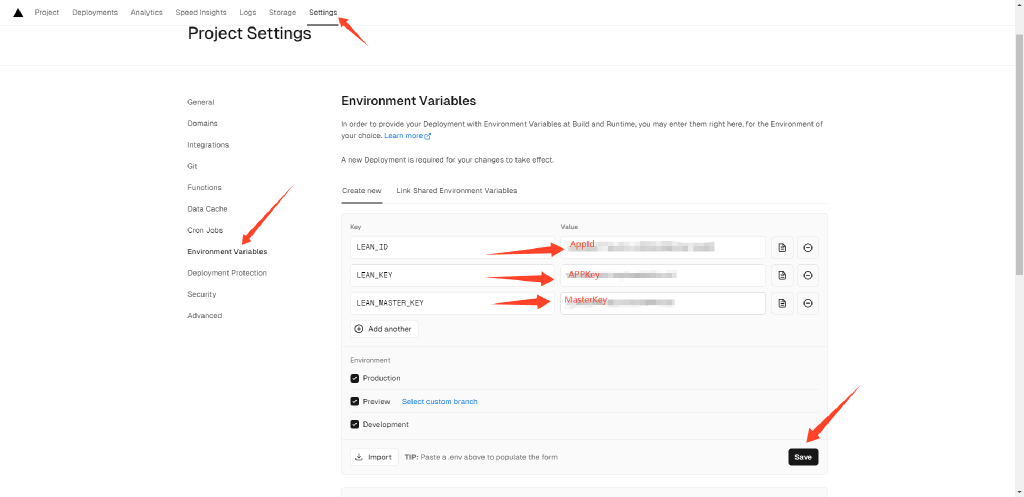 Project Deployments Analytics Speed Insights Logs Storage Settings
Project Settings
General
Domains
Integrations
Git
Functions
Data Cache
Cron Jobs
Environment Variables
Deployment Protection
Security
Advanced
Environment Variables
In order to provide your Deployment with Environment Variables at Build and Runtime, you may enter them right here, for the Environment of
your choice. Learn more
A new Deployment is required for your changes to take effect.
Create new Link Shared Environment Variables
Key Value
LEAN_ID AppId
LEAN_KEY APPKey
LEAN_MASTER_KEY MasterKey
Add another
Environment
Production
Preview Select custom branch
Development
Import TIP: Paste a .env above to populate the form Save